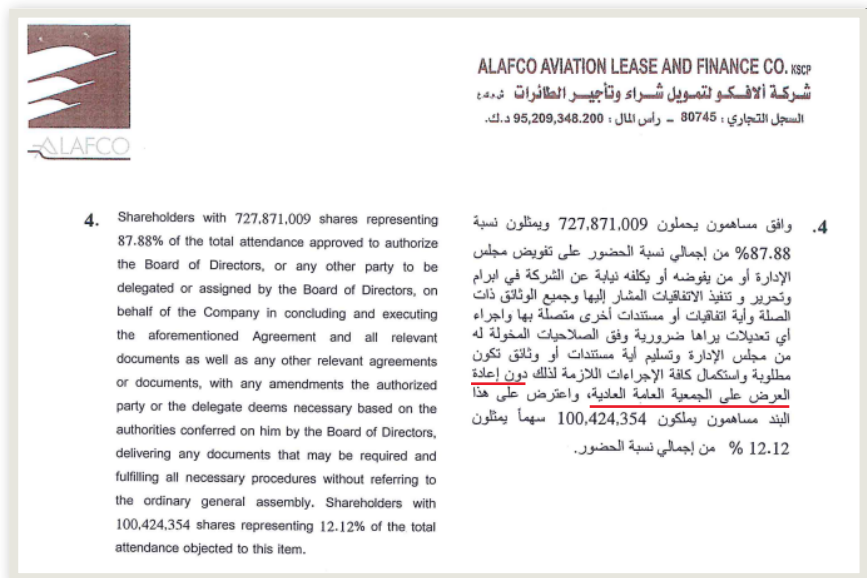 ALAFCO
ALAFCO AVIATION LEASE AND FINANCE CO. KSCP
شركة ألافكو لتمويل شراء وتأجير الطائرات ش.م.ك.ع
السجل التجاري : 80745 – رأس المال : 95,209,348.200 د.ك.
4. Shareholders with 727,871,009 shares representing
87.88% of the total attendance approved to authorize
the Board of Directors, or any other party to be
delegated or assigned by the Board of Directors, on
behalf of the Company in concluding and executing
the aforementioned Agreement and all relevant
documents as well as any other relevant agreements
or documents, with any amendments the authorized
party or the delegate deems necessary based on the
authorities conferred on him by the Board of Directors,
delivering any documents that may be required and
fulfilling all necessary procedures without referring to
the ordinary general assembly. Shareholders with
100,424,354 shares representing 12.12% of the total
attendance objected to this item.
4. وافق مساهمون يحملون 727,871,009 ويمثلون نسبة
87.88% من إجمالي نسبة الحضور على تفويض مجلس
الإدارة أو من يفوضه أو يكلفه نيابة عن الشركة في ابرام
وتحرير و تنفيذ الاتفاقيات المشار إليها وجميع الوثائق ذات
الصلة وأية اتفاقيات أو مستندات أخرى متصلة بها واجراء
أي تعديلات يراها ضرورية وفق الصلاحيات المخولة له
من مجلس الإدارة وتسليم أية مستندات أو وثائق تكون
مطلوبة واستكمال كافة الإجراءات اللازمة لذلك دون إعادة
العرض على الجمعية العامة العادية، واعترض على هذا
البند مساهمون يملكون 100,424,354 سهماً يمثلون
12.12 % من إجمالي نسبة الحضور.